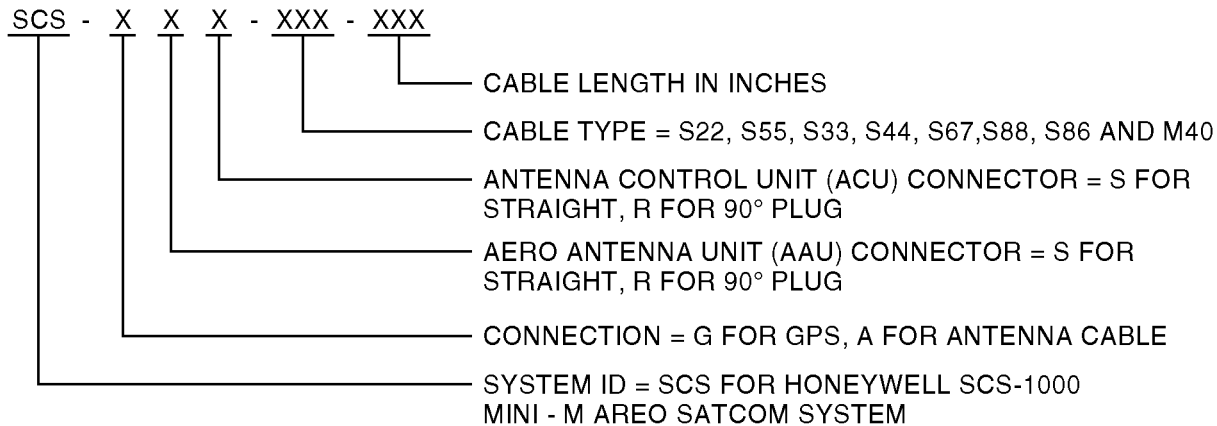 SCS - X X X - XXX - XXX
CABLE LENGTH IN INCHES
CABLE TYPE = S22, S55, S33, S44, S67,S88, S86 AND M40
ANTENNA CONTROL UNIT (ACU) CONNECTOR = S FOR
STRAIGHT, R FOR 90° PLUG
AERO ANTENNA UNIT (AAU) CONNECTOR = S FOR
STRAIGHT, R FOR 90° PLUG
CONNECTION = G FOR GPS, A FOR ANTENNA CABLE
SYSTEM ID = SCS FOR HONEYWELL SCS-1000
MINI - M AREO SATCOM SYSTEM